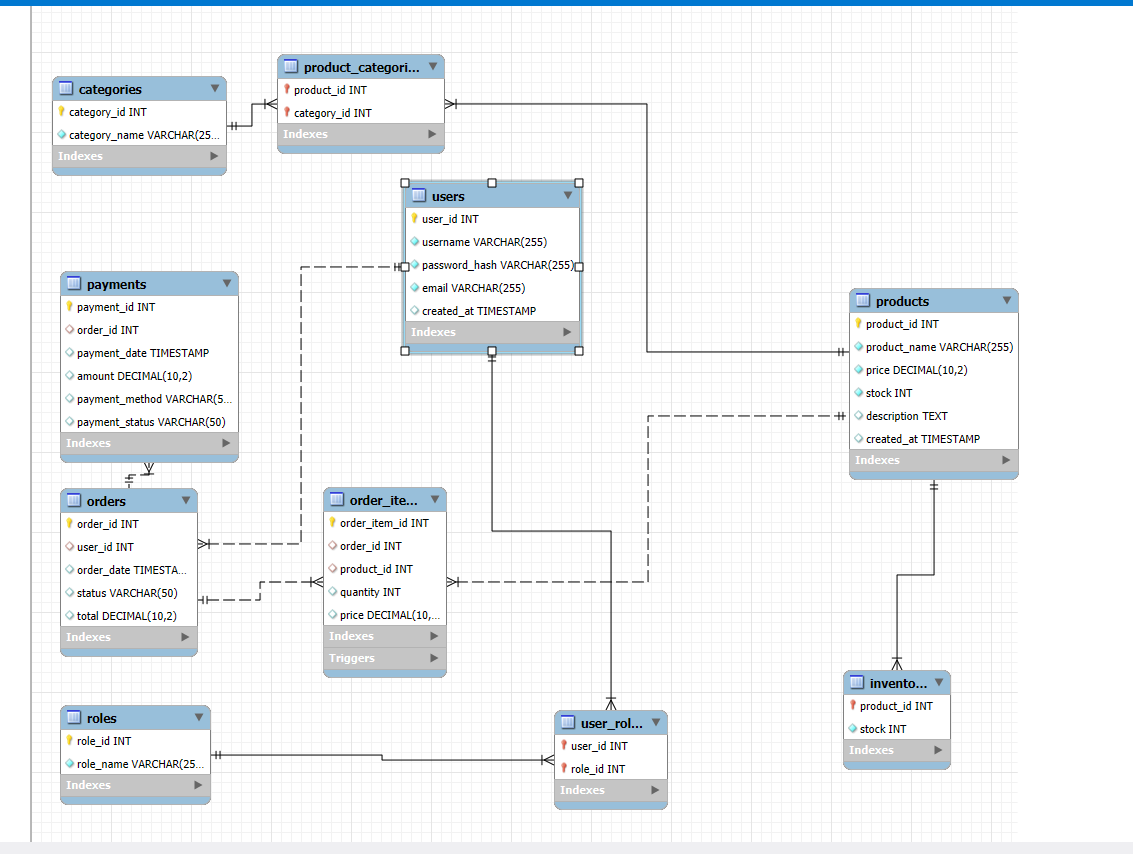 categories
category_id INT
category_name VARCHAR(25...
Indexes
product_categori...
product_id INT
category_id INT
Indexes
users
user_id INT
username VARCHAR(255)
password_hash VARCHAR(255)
email VARCHAR(255)
created_at TIMESTAMP
Indexes
payments
payment_id INT
order_id INT
payment_date TIMESTAMP
amount DECIMAL(10,2)
payment_method VARCHAR(5...
payment_status VARCHAR(50)
Indexes
products
product_id INT
product_name VARCHAR(255)
price DECIMAL(10,2)
stock INT
description TEXT
created_at TIMESTAMP
Indexes
orders
order_id INT
user_id INT
order_date TIMESTA...
status VARCHAR(50)
total DECIMAL(10,2)
Indexes
order_ite...
order_item_id INT
order_id INT
product_id INT
quantity INT
price DECIMAL(10,...
Indexes
Triggers
roles
role_id INT
role_name VARCHAR(25...
Indexes
user_rol...
user_id INT
role_id INT
Indexes
invento...
product_id INT
stock INT
Indexes